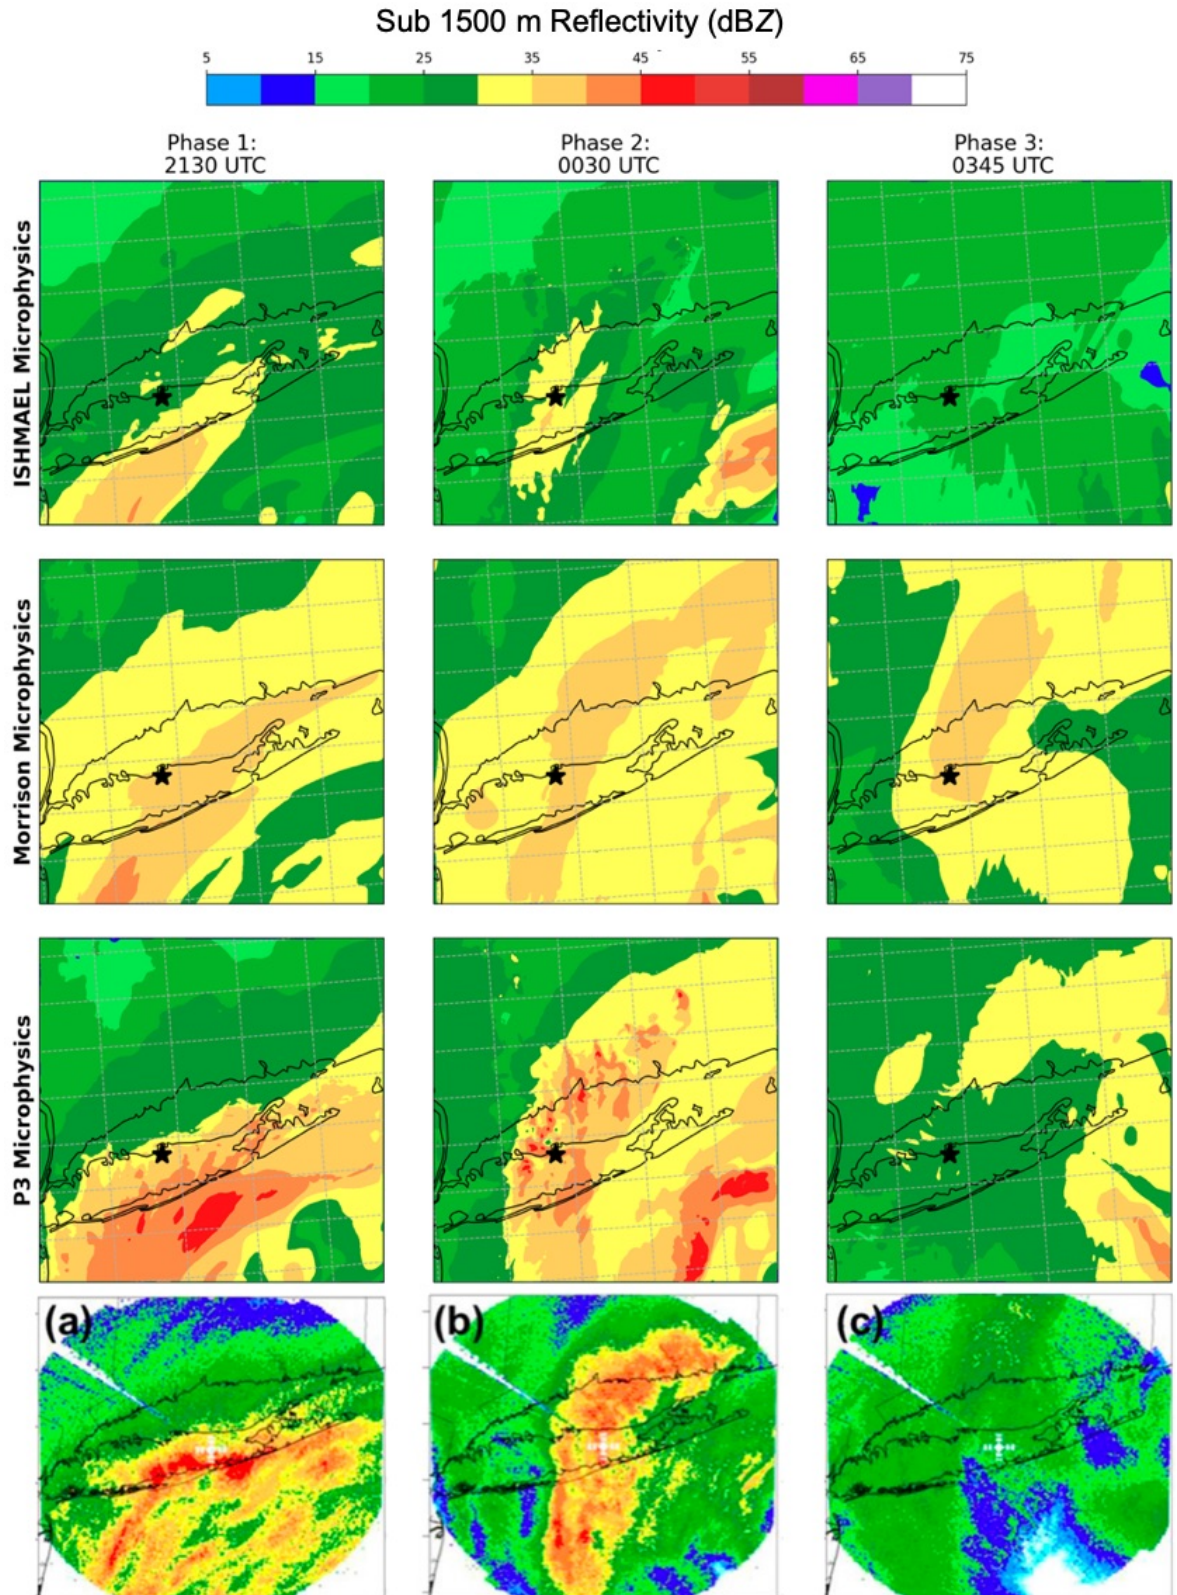 Sub 1500 m Reflectivity (dBZ)
5 15 25 35 45 55 65 75
Phase 1: Phase 2: Phase 3:
2130 UTC 0030 UTC 0345 UTC
ISHMAEL Microphysics
Morrison Microphysics
P3 Microphysics
(a) (b) (c)